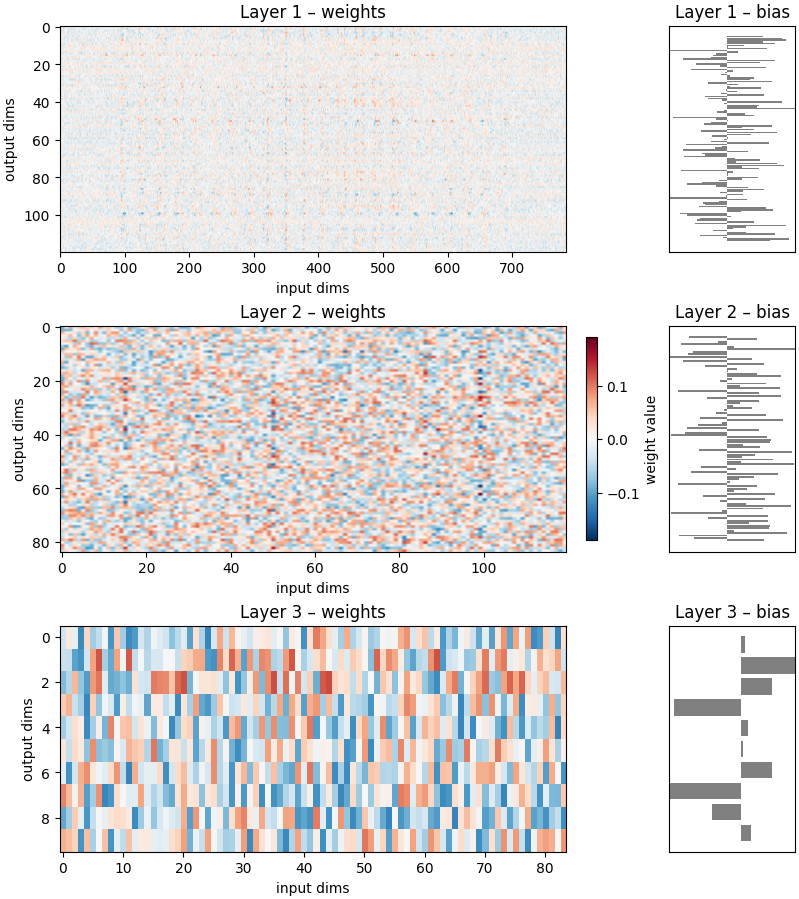 Layer 1 – weights
Layer 1 – bias
0
20
40
60
80
100
output dims
0 100 200 300 400 500 600 700
input dims
Layer 2 – weights
Layer 2 – bias
0
20
40
60
80
output dims
0 20 40 60 80 100
input dims
0.1
0.0
−0.1
weight value
Layer 3 – weights
Layer 3 – bias
0
2
4
6
8
output dims
0 10 20 30 40 50 60 70 80
input dims